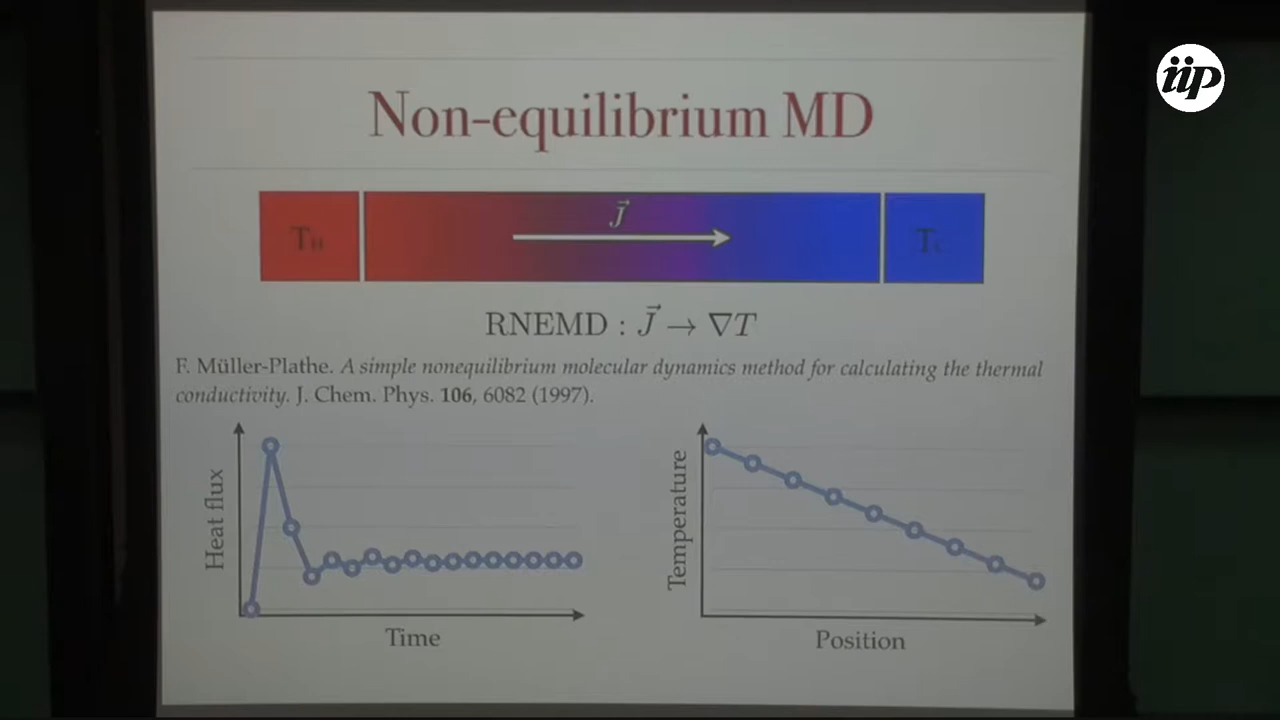 iip
Non-equilibrium MD
T_H
J⃗
T_C
RNEMD : J⃗ → ∇T
F. Müller-Plathe. A simple nonequilibrium molecular dynamics method for calculating the thermal
conductivity. J. Chem. Phys. 106, 6082 (1997).
Heat flux
Time
Temperature
Position